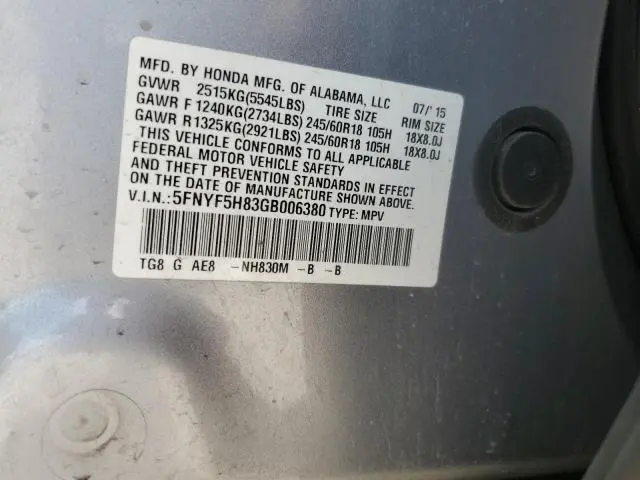 MFD. BY HONDA MFG. OF ALABAMA, LLC 07/'15
GVWR 2515KG(5545LBS) TIRE SIZE RIM SIZE
GAWR F 1240KG(2734LBS) 245/60R18 105H 18X8.0J
GAWR R1325KG(2921LBS) 245/60R18 105H 18X8.0J
THIS VEHICLE CONFORMS TO ALL APPLICABLE
FEDERAL MOTOR VEHICLE SAFETY
AND THEFT PREVENTION STANDARDS IN EFFECT
ON THE DATE OF MANUFACTURE SHOWN ABOVE.
V.I.N.:5FNYF5H83GB006380 TYPE: MPV
TG8 G AE8 -NH830M -B -B